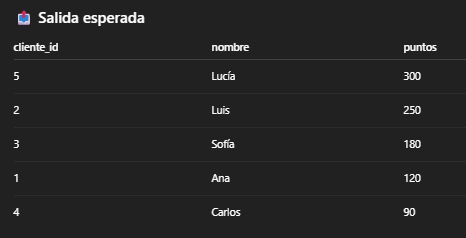 Salida esperada
cliente_id nombre puntos
5 Lucía 300
2 Luis 250
3 Sofía 180
1 Ana 120
4 Carlos 90